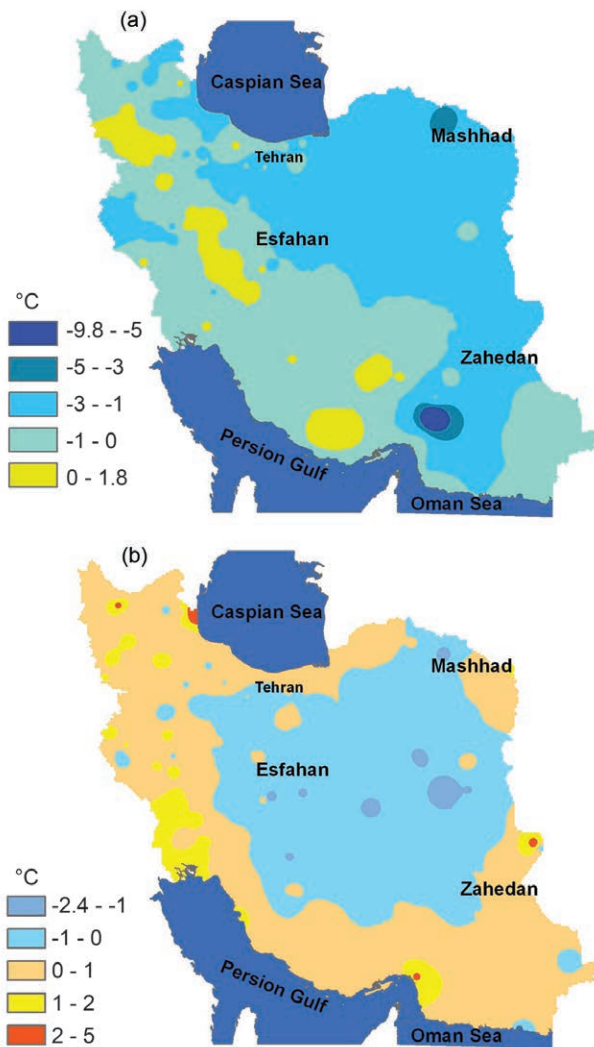 (a)
Caspian Sea
Mashhad
Tehran
Esfahan
°C
-9.8 - -5
-5 - -3
-3 - -1
-1 - 0
0 - 1.8
Zahedan
Persion Gulf
Oman Sea
(b)
Caspian Sea
Mashhad
Tehran
Esfahan
Zahedan
°C
-2.4 - -1
-1 - 0
0 - 1
1 - 2
2 - 5
Persion Gulf
Oman Sea